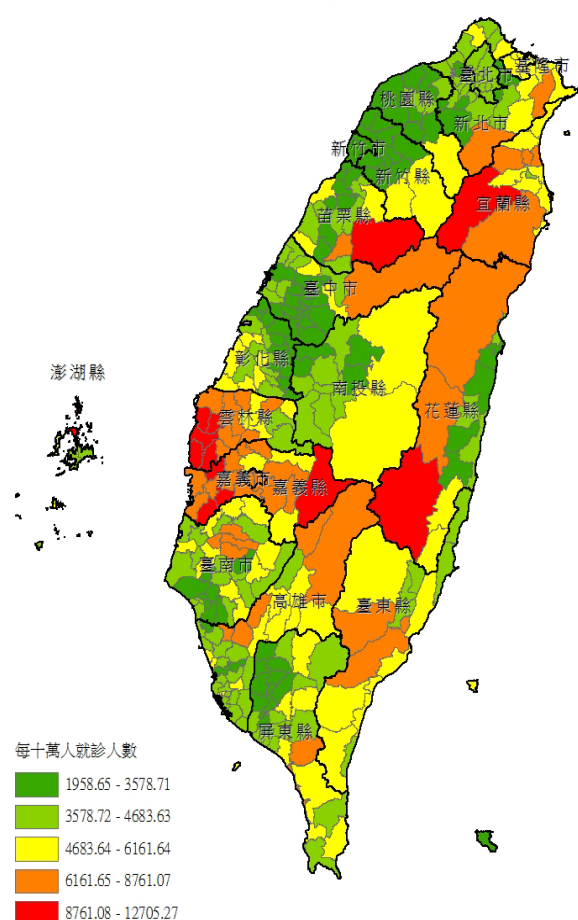 基隆市
臺北市
桃園縣
新北市
新竹市
新竹縣
宜蘭縣
苗栗縣
臺中市
彰化縣
澎湖縣
南投縣
花蓮縣
雲林縣
嘉義市
嘉義縣
臺南市
高雄市
臺東縣
屏東縣
每十萬人就診人數
1958.65 - 3578.71
3578.72 - 4683.63
4683.64 - 6161.64
6161.65 - 8761.07
8761.08 - 12705.27